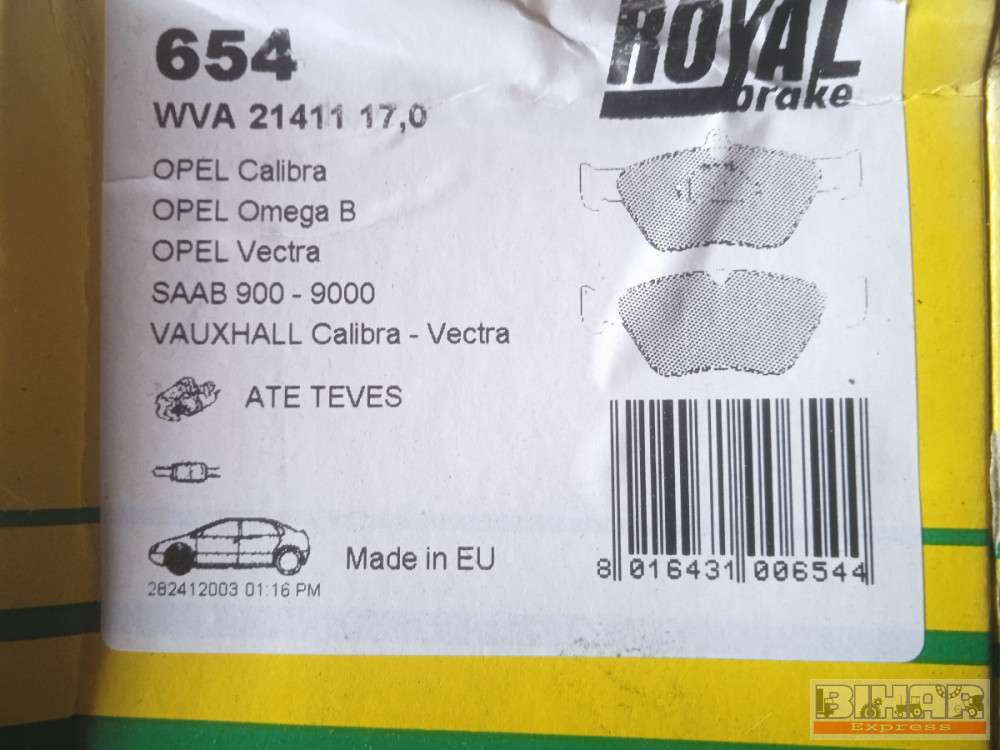 654
ROYAL
brake
WVA 21411 17,0
OPEL Calibra
OPEL Omega B
OPEL Vectra
SAAB 900 - 9000
VAUXHALL Calibra - Vectra
ATE TEVES
Made in EU
282412003 01:16 PM
8 016431 006544
BIHAR
Express